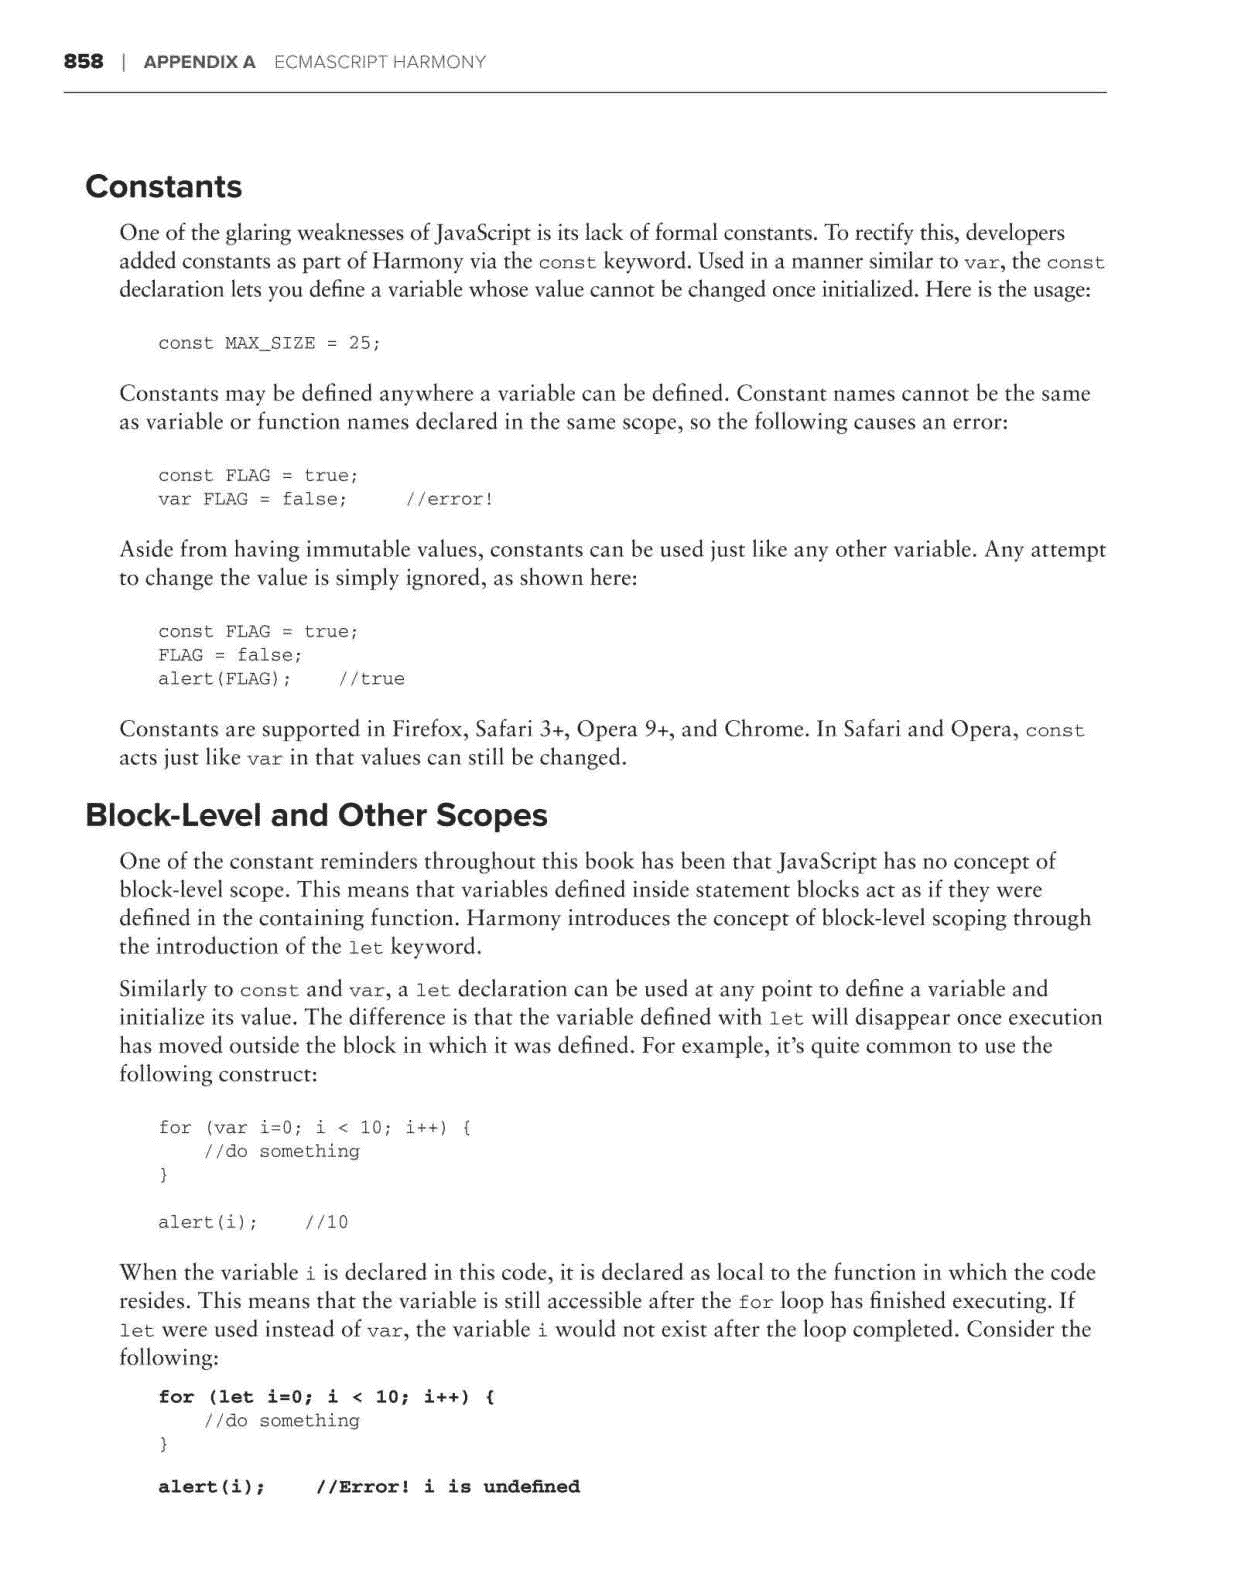 858 | APPENDIX A ECMASCRIPT HARMONY
Constants
One of the glaring weaknesses of JavaScript is its lack of formal constants. To rectify this, developers
added constants as part of Harmony via the const keyword. Used in a manner similar to var, the const
declaration lets you define a variable whose value cannot be changed once initialized. Here is the usage:
const MAX_SIZE = 25;
Constants may be defined anywhere a variable can be defined. Constant names cannot be the same
as variable or function names declared in the same scope, so the following causes an error:
const FLAG = true;
var FLAG = false;     //error!
Aside from having immutable values, constants can be used just like any other variable. Any attempt
to change the value is simply ignored, as shown here:
const FLAG = true;
FLAG = false;
alert(FLAG);    //true
Constants are supported in Firefox, Safari 3+, Opera 9+, and Chrome. In Safari and Opera, const
acts just like var in that values can still be changed.
Block-Level and Other Scopes
One of the constant reminders throughout this book has been that JavaScript has no concept of
block-level scope. This means that variables defined inside statement blocks act as if they were
defined in the containing function. Harmony introduces the concept of block-level scoping through
the introduction of the let keyword.
Similarly to const and var, a let declaration can be used at any point to define a variable and
initialize its value. The difference is that the variable defined with let will disappear once execution
has moved outside the block in which it was defined. For example, it's quite common to use the
following construct:
for (var i=0; i < 10; i++) {
    //do something
}
alert(i);    //10
When the variable i is declared in this code, it is declared as local to the function in which the code
resides. This means that the variable is still accessible after the for loop has finished executing. If
let were used instead of var, the variable i would not exist after the loop completed. Consider the
following:
for (let i=0; i < 10; i++) {
    //do something
}
alert(i);    //Error! i is undefined